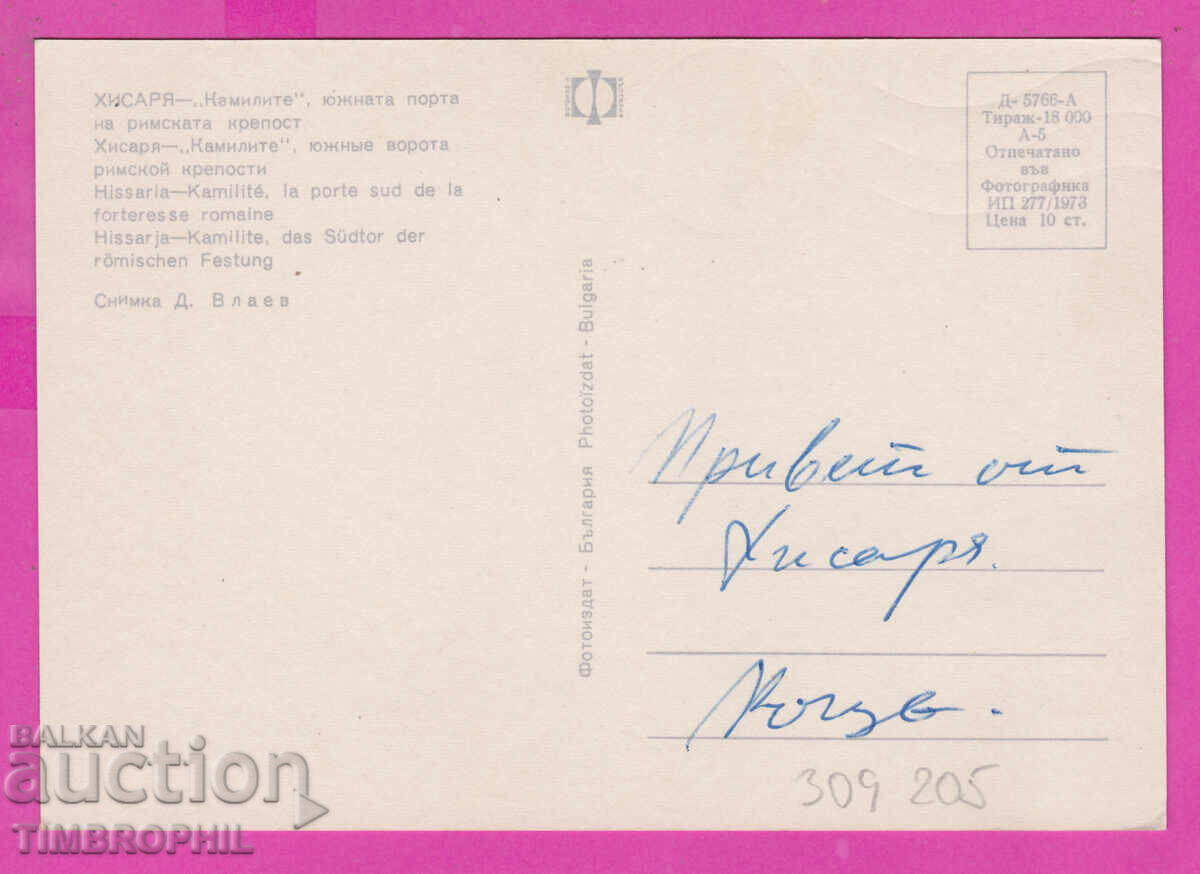 ХИСАРЯ—„Камилите", южната порта
на римската крепост
Хисаря—„Камилите", южные ворота
римской крепости
Hissaria—Kamilité, la porte sud de la
forteresse romaine
Hissarja—Kamilite, das Südtor der
römischen Festung
Снимка Д. Влаев
Фотоиздат - България Photoïzdat - Bulgaria
Д- 5766-А
Тираж-18 000
А-5
Отпечатано
във
Фотографика
ИП 277/1973
Цена 10 ст.
Привет от
Хисаря.
309 205
BALKAN
auction
TIMBROPHIL